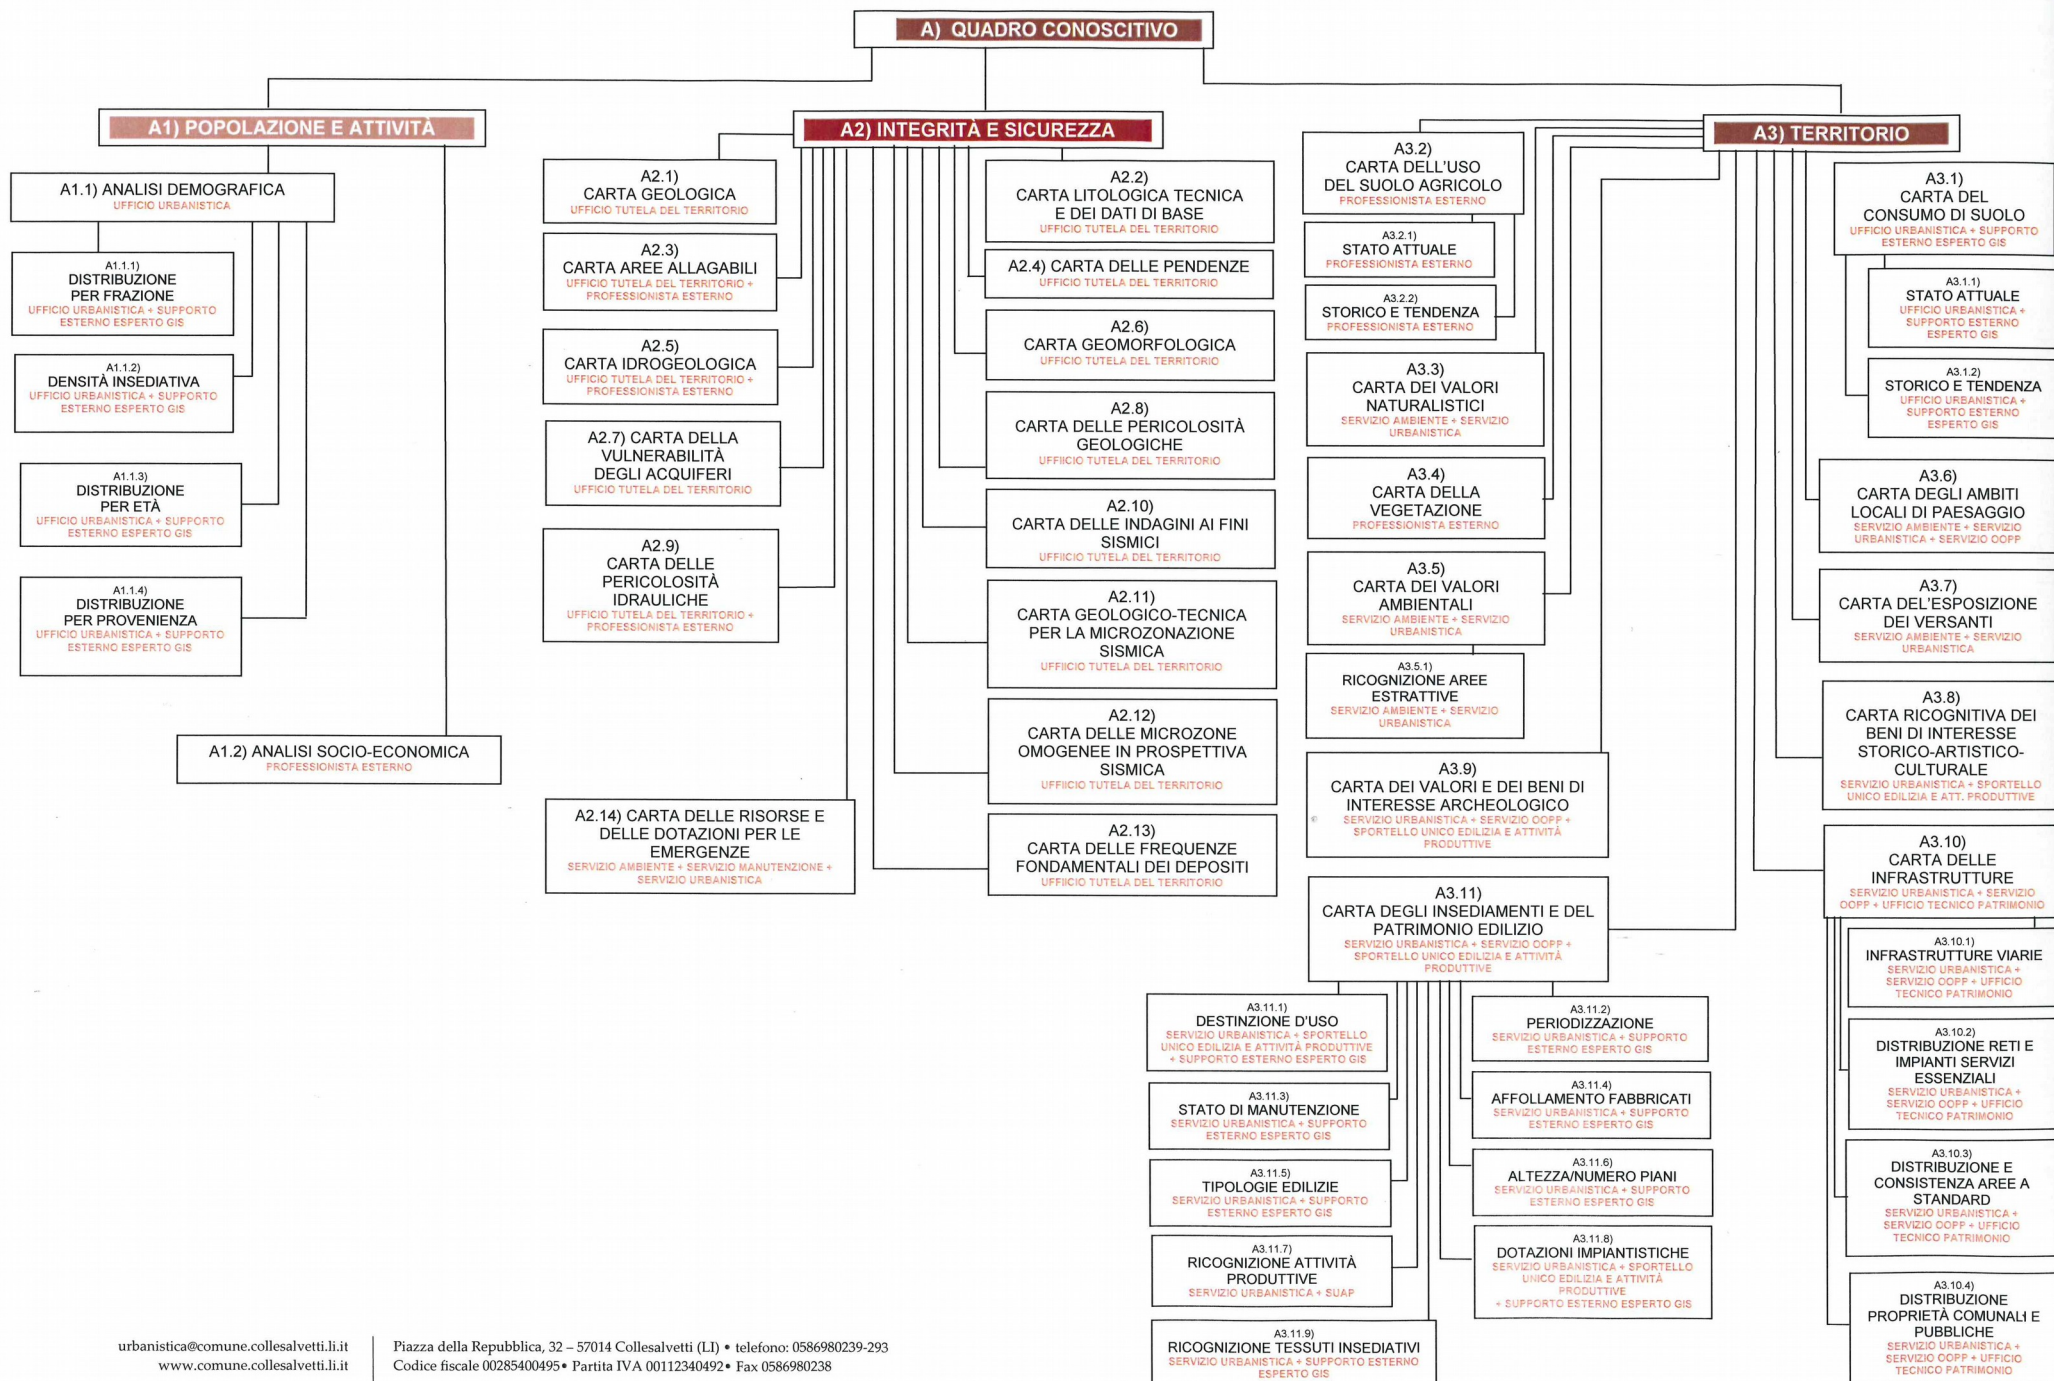 A) QUADRO CONOSCITIVO
A1) POPOLAZIONE E ATTIVITÀ
A1.1) ANALISI DEMOGRAFICA
UFFICIO URBANISTICA
A1.1.1)
DISTRIBUZIONE
PER FRAZIONE
UFFICIO URBANISTICA + SUPPORTO
ESTERNO ESPERTO GIS
A1.1.2)
DENSITÀ INSEDIATIVA
UFFICIO URBANISTICA + SUPPORTO
ESTERNO ESPERTO GIS
A1.1.3)
DISTRIBUZIONE
PER ETÀ
UFFICIO URBANISTICA + SUPPORTO
ESTERNO ESPERTO GIS
A1.1.4)
DISTRIBUZIONE
PER PROVENIENZA
UFFICIO URBANISTICA + SUPPORTO
ESTERNO ESPERTO GIS
A1.2) ANALISI SOCIO-ECONOMICA
PROFESSIONISTA ESTERNO
A2) INTEGRITÀ E SICUREZZA
A2.1)
CARTA GEOLOGICA
UFFICIO TUTELA DEL TERRITORIO
A2.2)
CARTA LITOLOGICA TECNICA
E DEI DATI DI BASE
UFFICIO TUTELA DEL TERRITORIO
A2.3)
CARTA AREE ALLAGABILI
UFFICIO TUTELA DEL TERRITORIO +
PROFESSIONISTA ESTERNO
A2.4) CARTA DELLE PENDENZE
UFFICIO TUTELA DEL TERRITORIO
A2.5)
CARTA IDROGEOLOGICA
UFFICIO TUTELA DEL TERRITORIO +
PROFESSIONISTA ESTERNO
A2.6)
CARTA GEOMORFOLOGICA
UFFICIO TUTELA DEL TERRITORIO
A2.7) CARTA DELLA
VULNERABILITÀ
DEGLI ACQUIFERI
UFFICIO TUTELA DEL TERRITORIO
A2.8)
CARTA DELLE PERICOLOSITÀ
GEOLOGICHE
UFFIICIO TUTELA DEL TERRITORIO
A2.9)
CARTA DELLE
PERICOLOSITÀ
IDRAULICHE
UFFICIO TUTELA DEL TERRITORIO +
PROFESSIONISTA ESTERNO
A2.10)
CARTA DELLE INDAGINI AI FINI
SISMICI
UFFIICIO TUTELA DEL TERRITORIO
A2.11)
CARTA GEOLOGICO-TECNICA
PER LA MICROZONAZIONE
SISMICA
UFFIICIO TUTELA DEL TERRITORIO
A2.12)
CARTA DELLE MICROZONE
OMOGENEE IN PROSPETTIVA
SISMICA
UFFIICIO TUTELA DEL TERRITORIO
A2.13)
CARTA DELLE FREQUENZE
FONDAMENTALI DEI DEPOSITI
UFFICIO TUTELA DEL TERRITORIO
A2.14) CARTA DELLE RISORSE E
DELLE DOTAZIONI PER LE
EMERGENZE
SERVIZIO AMBIENTE + SERVIZIO MANUTENZIONE +
SERVIZIO URBANISTICA
A3) TERRITORIO
A3.1)
CARTA DEL
CONSUMO DI SUOLO
UFFICIO URBANISTICA + SUPPORTO
ESTERNO ESPERTO GIS
A3.1.1)
STATO ATTUALE
UFFICIO URBANISTICA +
SUPPORTO ESTERNO
ESPERTO GIS
A3.1.2)
STORICO E TENDENZA
UFFICIO URBANISTICA +
SUPPORTO ESTERNO
ESPERTO GIS
A3.2)
CARTA DELL'USO
DEL SUOLO AGRICOLO
PROFESSIONISTA ESTERNO
A3.2.1)
STATO ATTUALE
PROFESSIONISTA ESTERNO
A3.2.2)
STORICO E TENDENZA
PROFESSIONISTA ESTERNO
A3.3)
CARTA DEI VALORI
NATURALISTICI
SERVIZIO AMBIENTE + SERVIZIO
URBANISTICA
A3.4)
CARTA DELLA
VEGETAZIONE
PROFESSIONISTA ESTERNO
A3.5)
CARTA DEI VALORI
AMBIENTALI
SERVIZIO AMBIENTE + SERVIZIO
URBANISTICA
A3.5.1)
RICOGNIZIONE AREE
ESTRATTIVE
SERVIZIO AMBIENTE + SERVIZIO
URBANISTICA
A3.6)
CARTA DEGLI AMBITI
LOCALI DI PAESAGGIO
SERVIZIO AMBIENTE + SERVIZIO
URBANISTICA + SERVIZIO OOPP
A3.7)
CARTA DEL'ESPOSIZIONE
DEI VERSANTI
SERVIZIO AMBIENTE + SERVIZIO
URBANISTICA
A3.8)
CARTA RICOGNITIVA DEI
BENI DI INTERESSE
STORICO-ARTISTICO-
CULTURALE
SERVIZIO URBANISTICA + SPORTELLO
UNICO EDILIZIA E ATT. PRODUTTIVE
A3.9)
CARTA DEI VALORI E DEI BENI DI
INTERESSE ARCHEOLOGICO
SERVIZIO URBANISTICA + SERVIZIO OOPP +
SPORTELLO UNICO EDILIZIA E ATTIVITÀ
PRODUTTIVE
A3.10)
CARTA DELLE
INFRASTRUTTURE
SERVIZIO URBANISTICA + SERVIZIO
OOPP + UFFICIO TECNICO PATRIMONIO
A3.10.1)
INFRASTRUTTURE VIARIE
SERVIZIO URBANISTICA +
SERVIZIO OOPP + UFFICIO
TECNICO PATRIMONIO
A3.10.2)
DISTRIBUZIONE RETI E
IMPIANTI SERVIZI
ESSENZIALI
SERVIZIO URBANISTICA +
SERVIZIO OOPP + UFFICIO
TECNICO PATRIMONIO
A3.10.3)
DISTRIBUZIONE E
CONSISTENZA AREE A
STANDARD
SERVIZIO URBANISTICA +
SERVIZIO OOPP + UFFICIO
TECNICO PATRIMONIO
A3.10.4)
DISTRIBUZIONE
PROPRIETÀ COMUNALI E
PUBBLICHE
SERVIZIO URBANISTICA +
SERVIZIO OOPP + UFFICIO
TECNICO PATRIMONIO
A3.11)
CARTA DEGLI INSEDIAMENTI E DEL
PATRIMONIO EDILIZIO
SERVIZIO URBANISTICA + SERVIZIO OOPP +
SPORTELLO UNICO EDILIZIA E ATTIVITÀ
PRODUTTIVE
A3.11.1)
DESTINZIONE D'USO
SERVIZIO URBANISTICA + SPORTELLO
UNICO EDILIZIA E ATTIVITÀ PRODUTTIVE
+ SUPPORTO ESTERNO ESPERTO GIS
A3.11.2)
PERIODIZZAZIONE
SERVIZIO URBANISTICA + SUPPORTO
ESTERNO ESPERTO GIS
A3.11.3)
STATO DI MANUTENZIONE
SERVIZIO URBANISTICA + SUPPORTO
ESTERNO ESPERTO GIS
A3.11.4)
AFFOLLAMENTO FABBRICATI
SERVIZIO URBANISTICA + SUPPORTO
ESTERNO ESPERTO GIS
A3.11.5)
TIPOLOGIE EDILIZIE
SERVIZIO URBANISTICA + SUPPORTO
ESTERNO ESPERTO GIS
A3.11.6)
ALTEZZA/NUMERO PIANI
SERVIZIO URBANISTICA + SUPPORTO
ESTERNO ESPERTO GIS
A3.11.7)
RICOGNIZIONE ATTIVITÀ
PRODUTTIVE
SERVIZIO URBANISTICA + SUAP
A3.11.8)
DOTAZIONI IMPIANTISTICHE
SERVIZIO URBANISTICA + SPORTELLO
UNICO EDILIZIA E ATTIVITÀ
PRODUTTIVE
+ SUPPORTO ESTERNO ESPERTO GIS
A3.11.9)
RICOGNIZIONE TESSUTI INSEDIATIVI
SERVIZIO URBANISTICA + SUPPORTO ESTERNO
ESPERTO GIS
urbanistica@comune.collesalvetti.li.it
www.comune.collesalvetti.li.it
Piazza della Repubblica, 32 – 57014 Collesalvetti (LI) • telefono: 0586980239-293
Codice fiscale 00285400495• Partita IVA 00112340492• Fax 0586980238